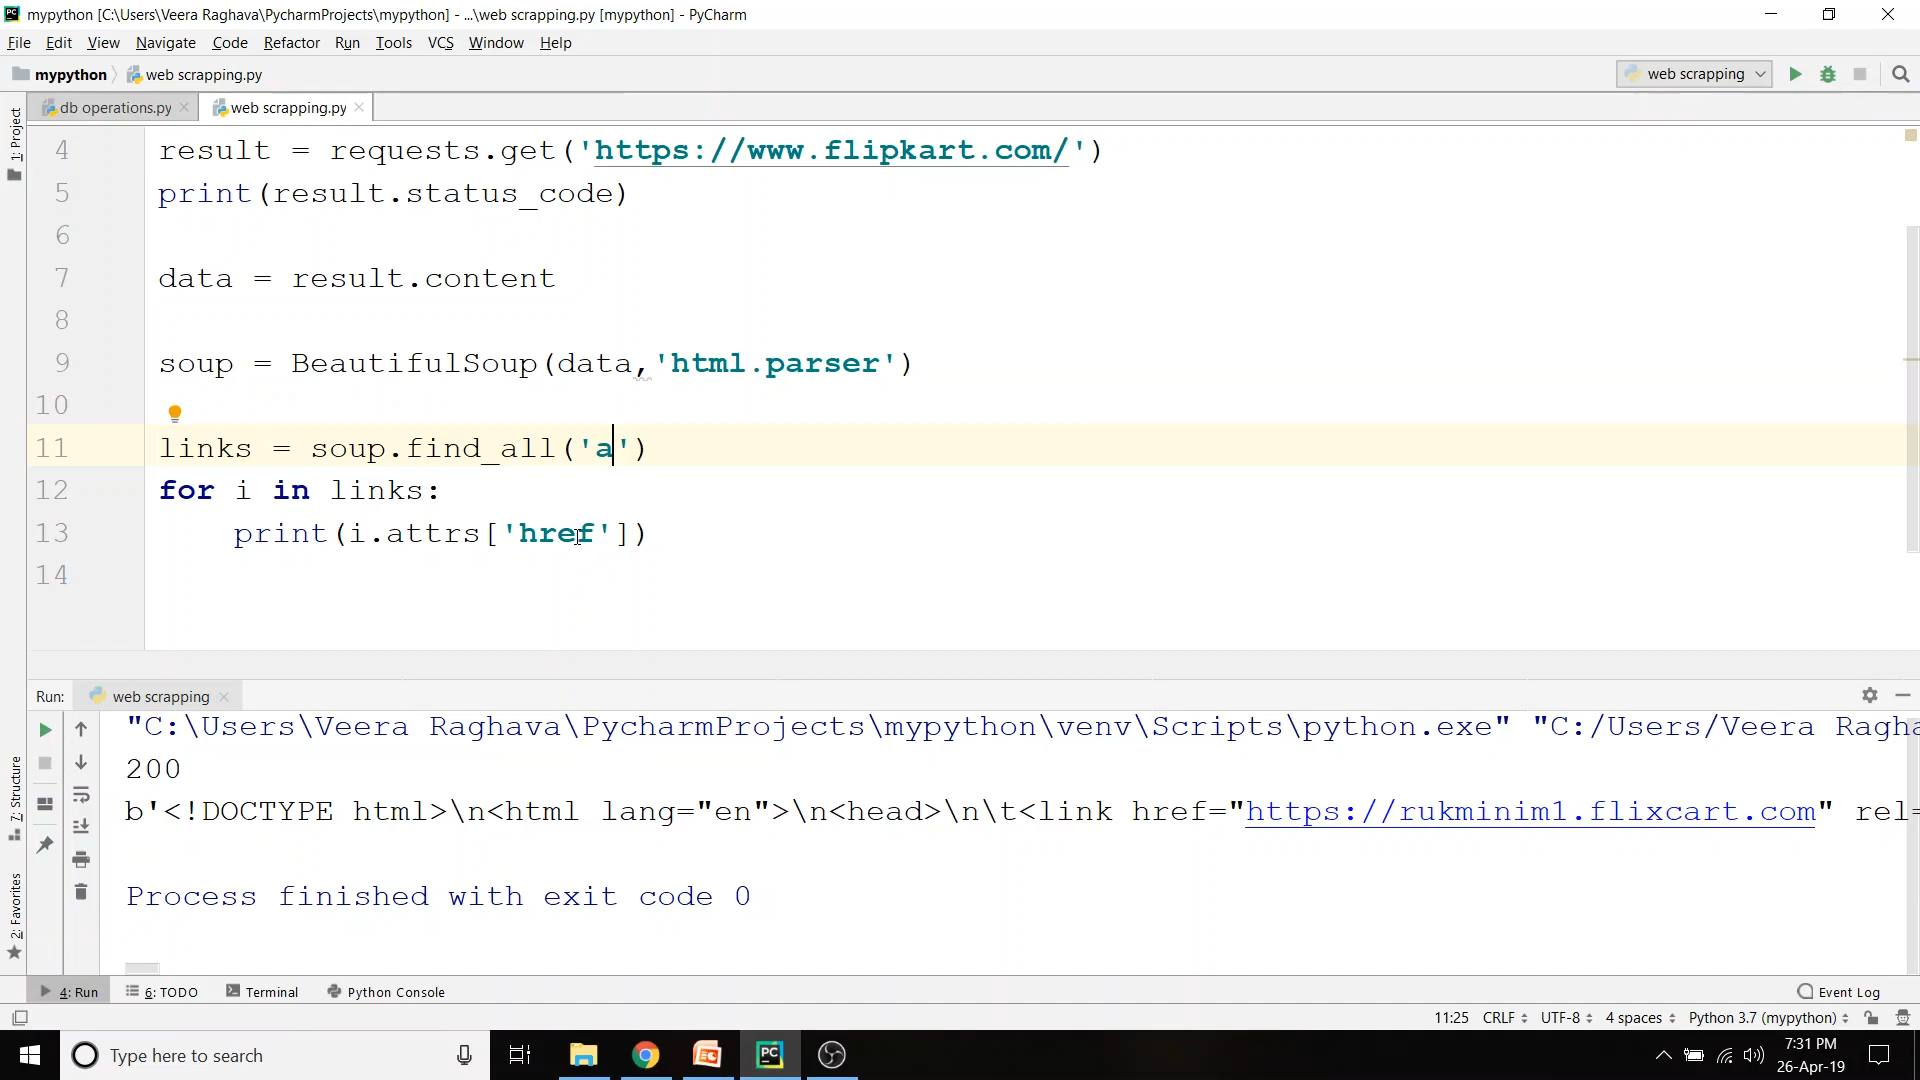 mypython [C:\Users\Veera Raghava\PycharmProjects\mypython] - ...\web scrapping.py [mypython] - PyCharm
File Edit View Navigate Code Refactor Run Tools VCS Window Help
mypython web scrapping.py web scrapping
db operations.py web scrapping.py
1: Project
4 result = requests.get('https://www.flipkart.com/')
5 print(result.status_code)
6
7 data = result.content
8
9 soup = BeautifulSoup(data,'html.parser')
10
11 links = soup.find_all('a')
12 for i in links:
13 print(i.attrs['href'])
14
Run: web scrapping
"C:\Users\Veera Raghava\PycharmProjects\mypython\venv\Scripts\python.exe" "C:/Users/Veera Ragha
200
b'<!DOCTYPE html>\n<html lang="en">\n<head>\n\t<link href="https://rukminim1.flixcart.com" rel=
Process finished with exit code 0
7: Structure
2: Favorites
4: Run 6: TODO Terminal Python Console Event Log
11:25 CRLF UTF-8 4 spaces Python 3.7 (mypython)
Type here to search
7:31 PM
26-Apr-19